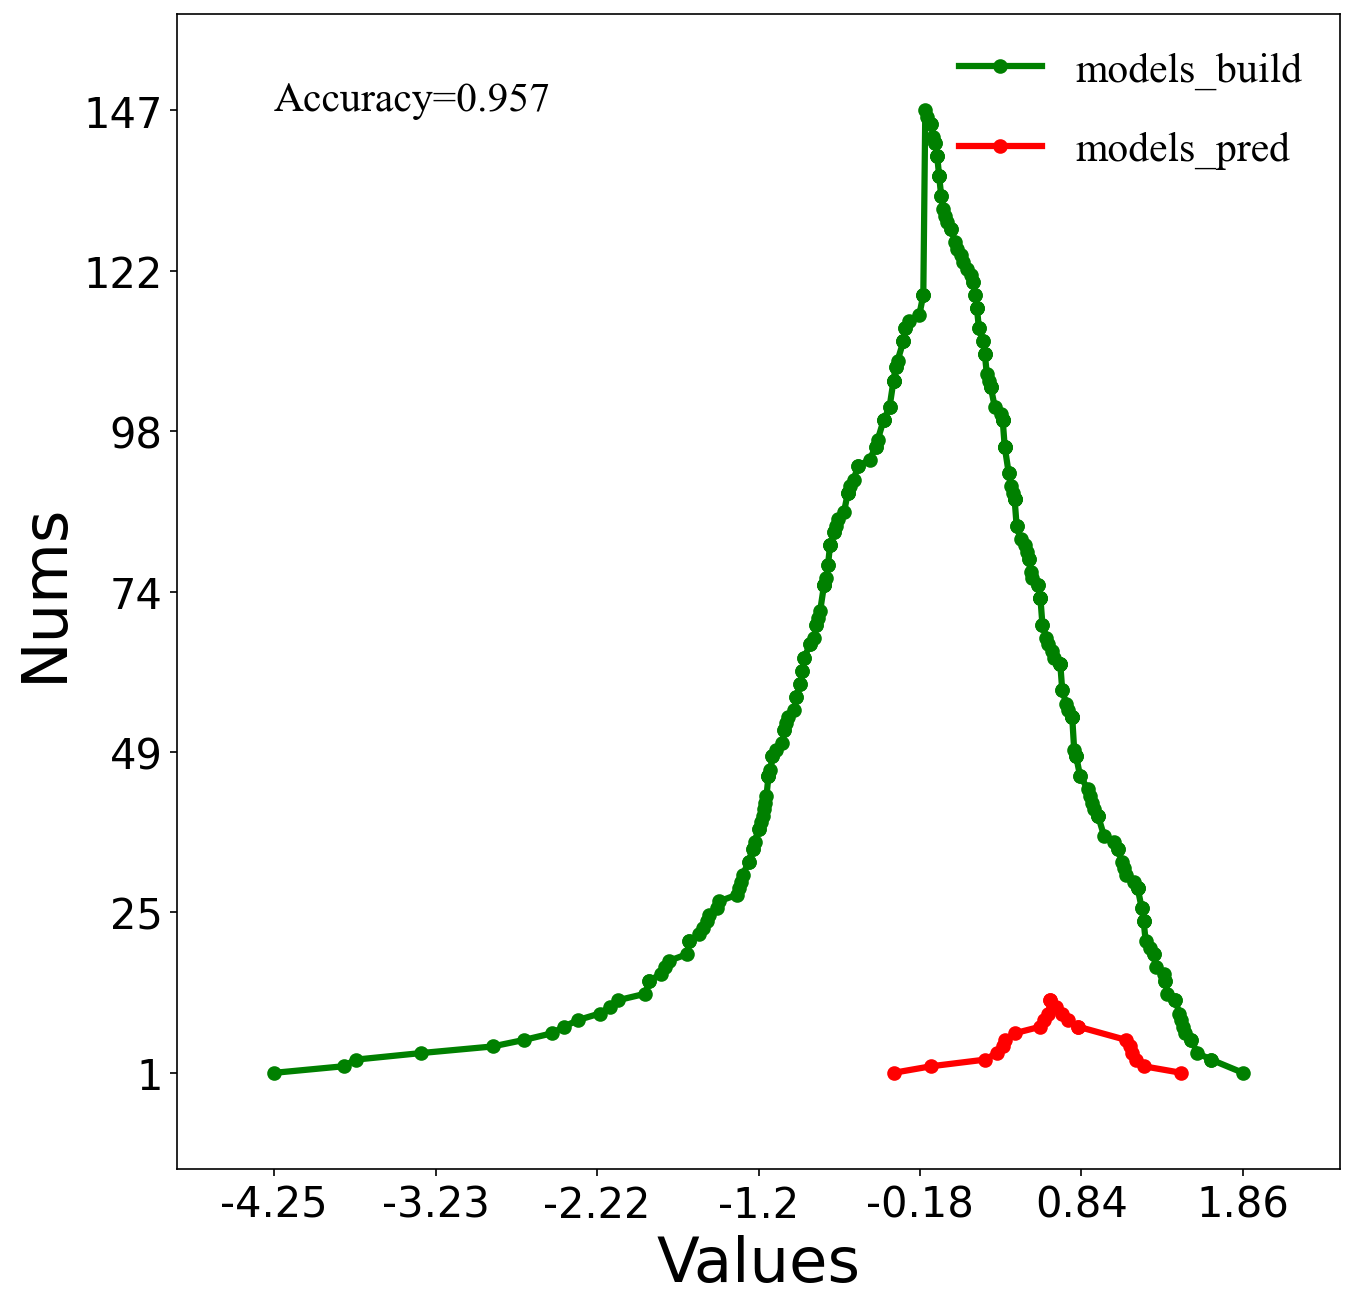 Accuracy=0.957
models_build
models_pred
147
122
98
74
49
25
1
Nums
-4.25 -3.23 -2.22 -1.2 -0.18 0.84 1.86
Values